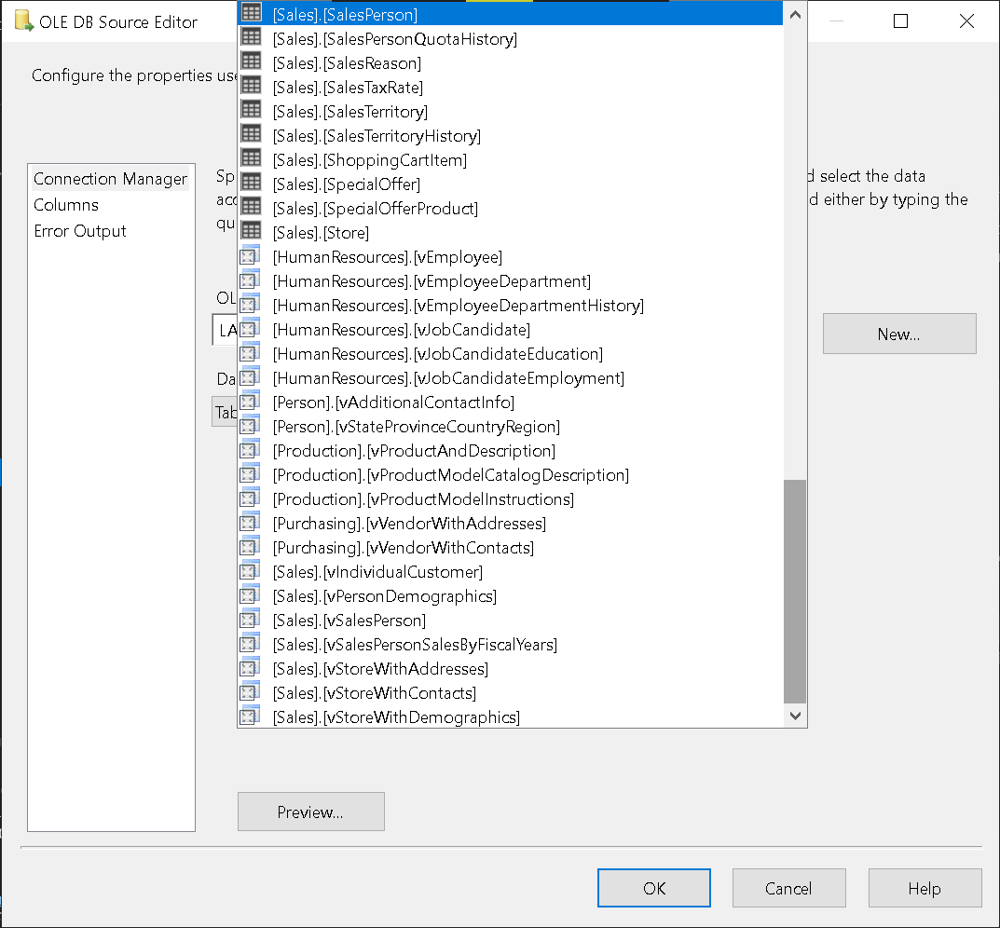 OLE DB Source Editor
Configure the properties use
Connection Manager
Columns
Error Output
Sp
d select the data
acc
d either by typing the
qu
OL
LA
New...
Da
Tab
[Sales].[SalesPerson]
[Sales].[SalesPersonQuotaHistory]
[Sales].[SalesReason]
[Sales].[SalesTaxRate]
[Sales].[SalesTerritory]
[Sales].[SalesTerritoryHistory]
[Sales].[ShoppingCartItem]
[Sales].[SpecialOffer]
[Sales].[SpecialOfferProduct]
[Sales].[Store]
[HumanResources].[vEmployee]
[HumanResources].[vEmployeeDepartment]
[HumanResources].[vEmployeeDepartmentHistory]
[HumanResources].[vJobCandidate]
[HumanResources].[vJobCandidateEducation]
[HumanResources].[vJobCandidateEmployment]
[Person].[vAdditionalContactInfo]
[Person].[vStateProvinceCountryRegion]
[Production].[vProductAndDescription]
[Production].[vProductModelCatalogDescription]
[Production].[vProductModelInstructions]
[Purchasing].[vVendorWithAddresses]
[Purchasing].[vVendorWithContacts]
[Sales].[vIndividualCustomer]
[Sales].[vPersonDemographics]
[Sales].[vSalesPerson]
[Sales].[vSalesPersonSalesByFiscalYears]
[Sales].[vStoreWithAddresses]
[Sales].[vStoreWithContacts]
[Sales].[vStoreWithDemographics]
Preview...
OK
Cancel
Help